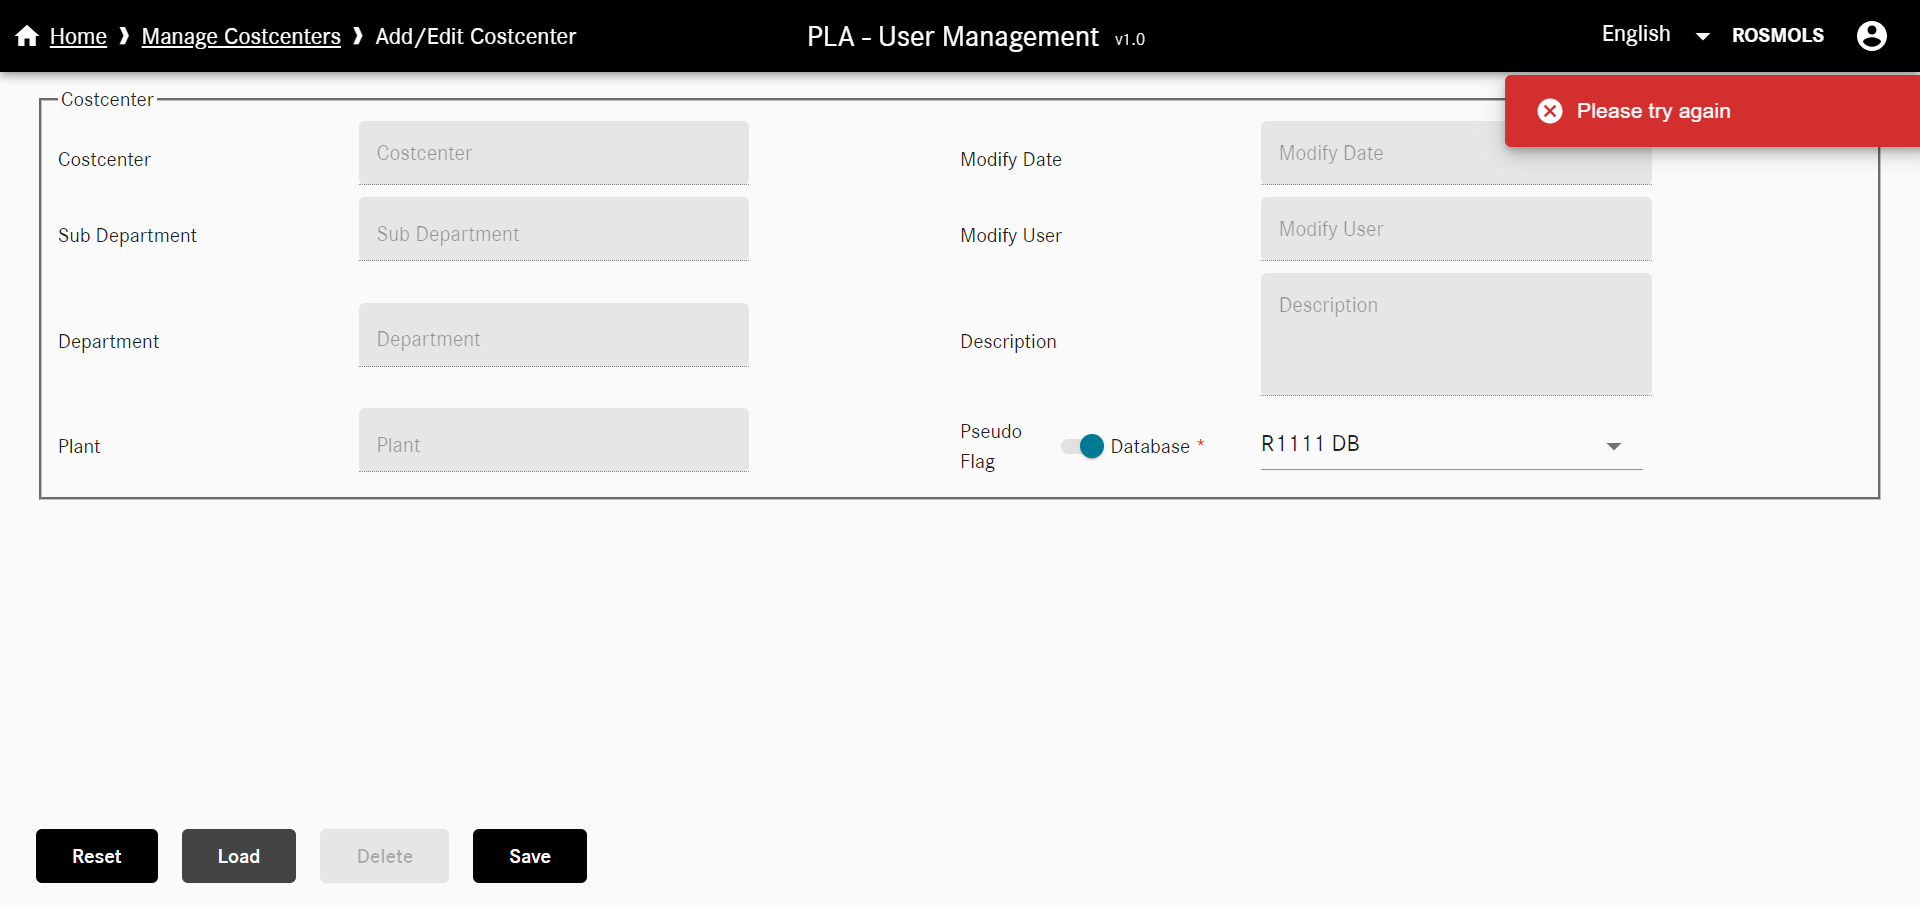 Home ❱ Manage Costcenters ❱ Add/Edit Costcenter
PLA - User Management v1.0
English
ROSMOLS
Please try again
Costcenter
Costcenter
Costcenter
Modify Date
Modify Date
Sub Department
Sub Department
Modify User
Modify User
Department
Department
Description
Description
Plant
Plant
Pseudo
Flag
Database *
R1111 DB
Reset
Load
Delete
Save